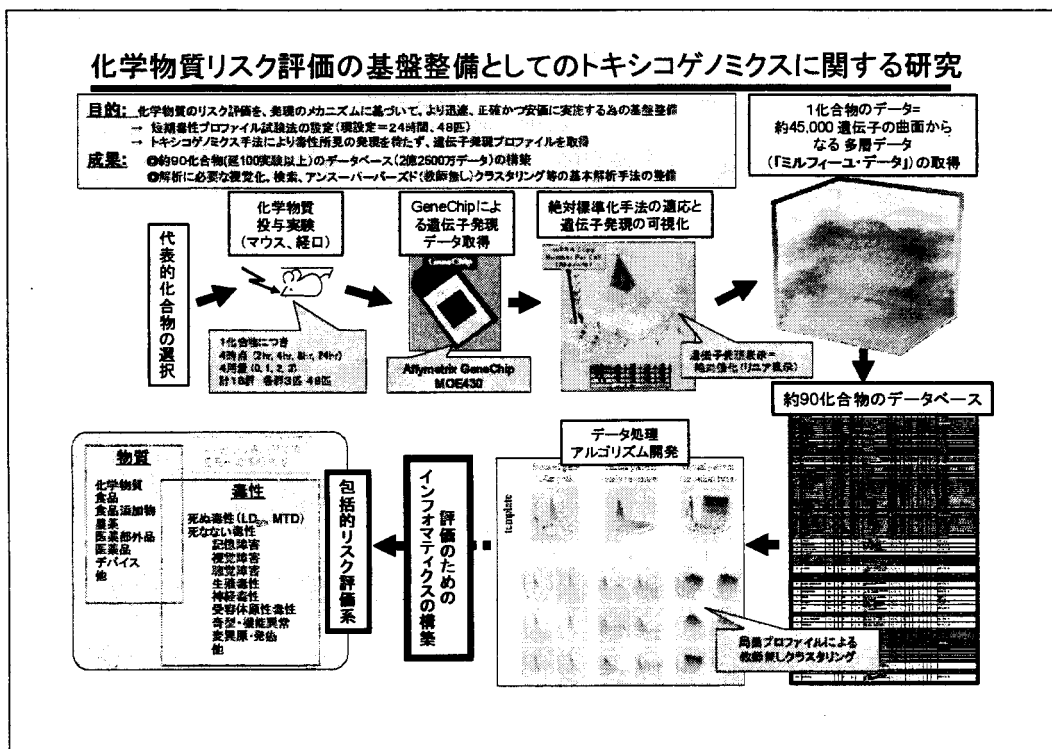 化学物質リスク評価の基盤整備としてのトキシコゲノミクスに関する研究
目的: 化学物質のリスク評価を、発現のメカニズムに基づいて、より迅速、正確かつ安価に実施する為の基盤整備
→ 短期毒性プロファイル試験法の設定(現設定=24時間、48匹)
→ トキシコゲノミクス手法により毒性所見の発現を待たず、遺伝子発現プロファイルを取得
成果: ◎約90化合物(延100実験以上)のデータベース(2億2500万データ)の構築
◎解析に必要な視覚化、検索、アンスーパーバーズド(教師無し)クラスタリング等の基本解析手法の整備
1化合物のデータ=
約45,000 遺伝子の曲面から
なる 多層データ
(「ミルフィーユ・データ」)の取得
代表的化合物の選択
化学物質
投与実験
(マウス、経口)
1化合物につき
4時点 (2hr, 4hr, 8hr, 24hr)
4用量 (0, 1, 2, 3)
計16群 各群3匹 48匹
GeneChipによ
る遺伝子発現
データ取得
GeneChip
Affymetrix GeneChip
MOE430
絶対標準化手法の適応と
遺伝子発現の可視化
mRNA Copy
Number Per Cell
(Absolute)
遺伝子発現表示=
絶対値化(リニア表示)
約90化合物のデータベース
データ処理
アルゴリズム開発
template
用量プロファイルによる
教師無しクラスタリング
評価のための
インフォマティクスの構築
包括的リスク評価系
物質
化学物質
食品
食品添加物
農薬
医薬部外品
医薬品
デバイス
他
毒性
死ぬ毒性(LD50, MTD)
死なない毒性
記憶障害
視覚障害
聴覚障害
生殖毒性
神経毒性
受容体原性毒性
奇型・機能異常
変異原・発癌
他